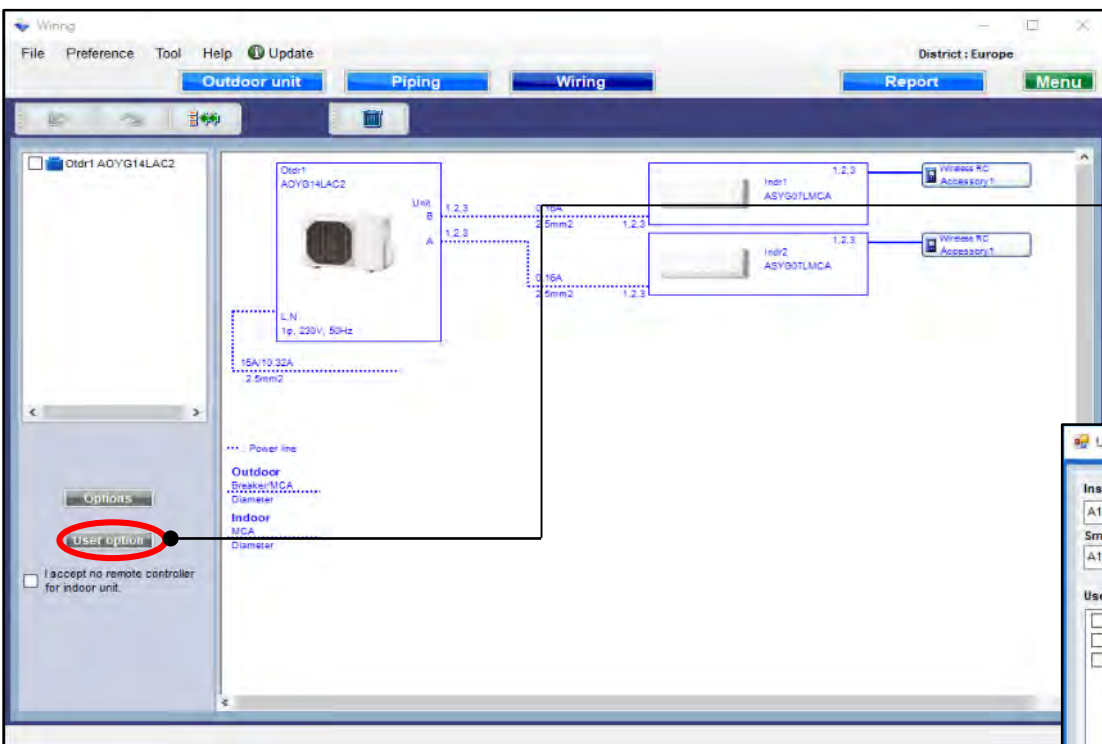 Wiring
File Preference Tool Help Update
District : Europe
Outdoor unit Piping Wiring Report Menu
Otdr1 AOYG14LAC2
Otdr1
AOYG14LAC2
Unit
B
A
1,2,3
1,2,3
L,N
1φ, 230V, 50Hz
15A/10.32A
2.5mm2
0.16A
2.5mm2
1,2,3
0.16A
2.5mm2
1,2,3
Indr1
ASYG07LMCA
1,2,3
Indr2
ASYG07LMCA
1,2,3
Wireless RC
Accessory1
Wireless RC
Accessory1
··· : Power line
Outdoor
Breaker/MCA
Diameter
Indoor
MCA
Diameter
Options
User option
I accept no remote controller
for indoor unit.
Ins
A1
Sm
A1
Use